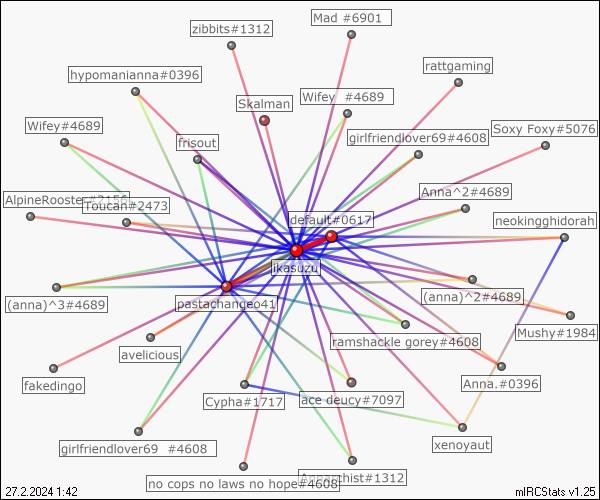 Mad #6901
zibbits#1312
rattgaming
hypomanianna#0396
Skalman
Wifey #4689
Wifey#4689
frisout
girlfriendlover69#4608
Soxy Foxy#5076
Anna^2#4689
AlpineRooster#2156
Toucan#2473
default#0617
neokingghidorah
ikasuzu
(anna)^3#4689
pastachangeo41
(anna)^2#4689
Mushy#1984
ramshackle gorey#4608
avelicious
fakedingo
Anna.#0396
Cypha#1717
ace deucy#7097
girlfriendlover69 #4608
xenoyaut
Annarchist#1312
no cops no laws no hope#4608
27.2.2024 1:42
mIRCStats v1.25